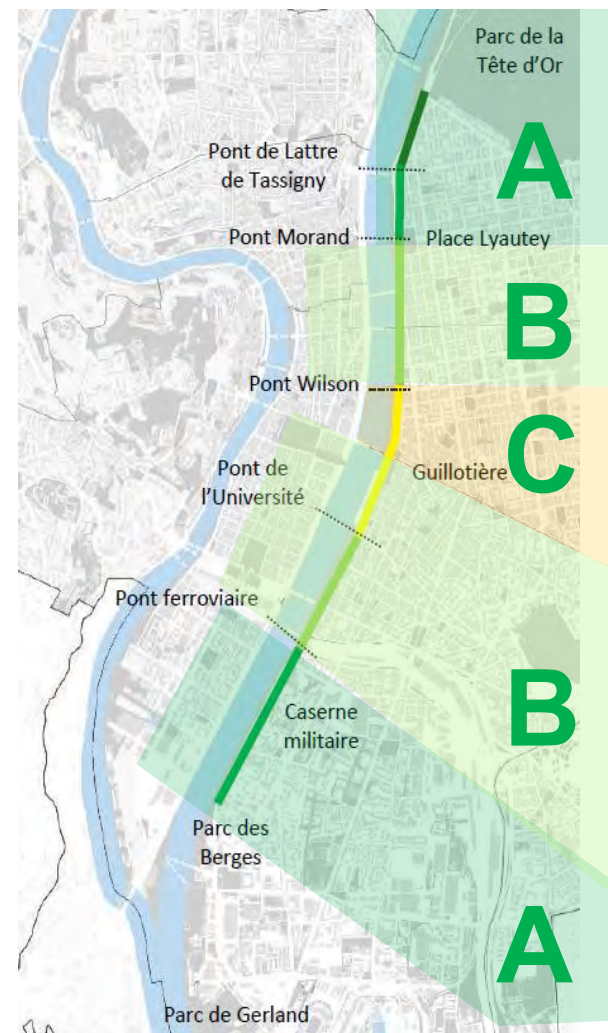 Parc de la
Tête d'Or
A
Pont de Lattre
de Tassigny
Pont Morand
Place Lyautey
B
Pont Wilson
C
Guillotière
Pont de
l'Université
Pont ferroviaire
B
Caserne
militaire
Parc des
Berges
A
Parc de Gerland